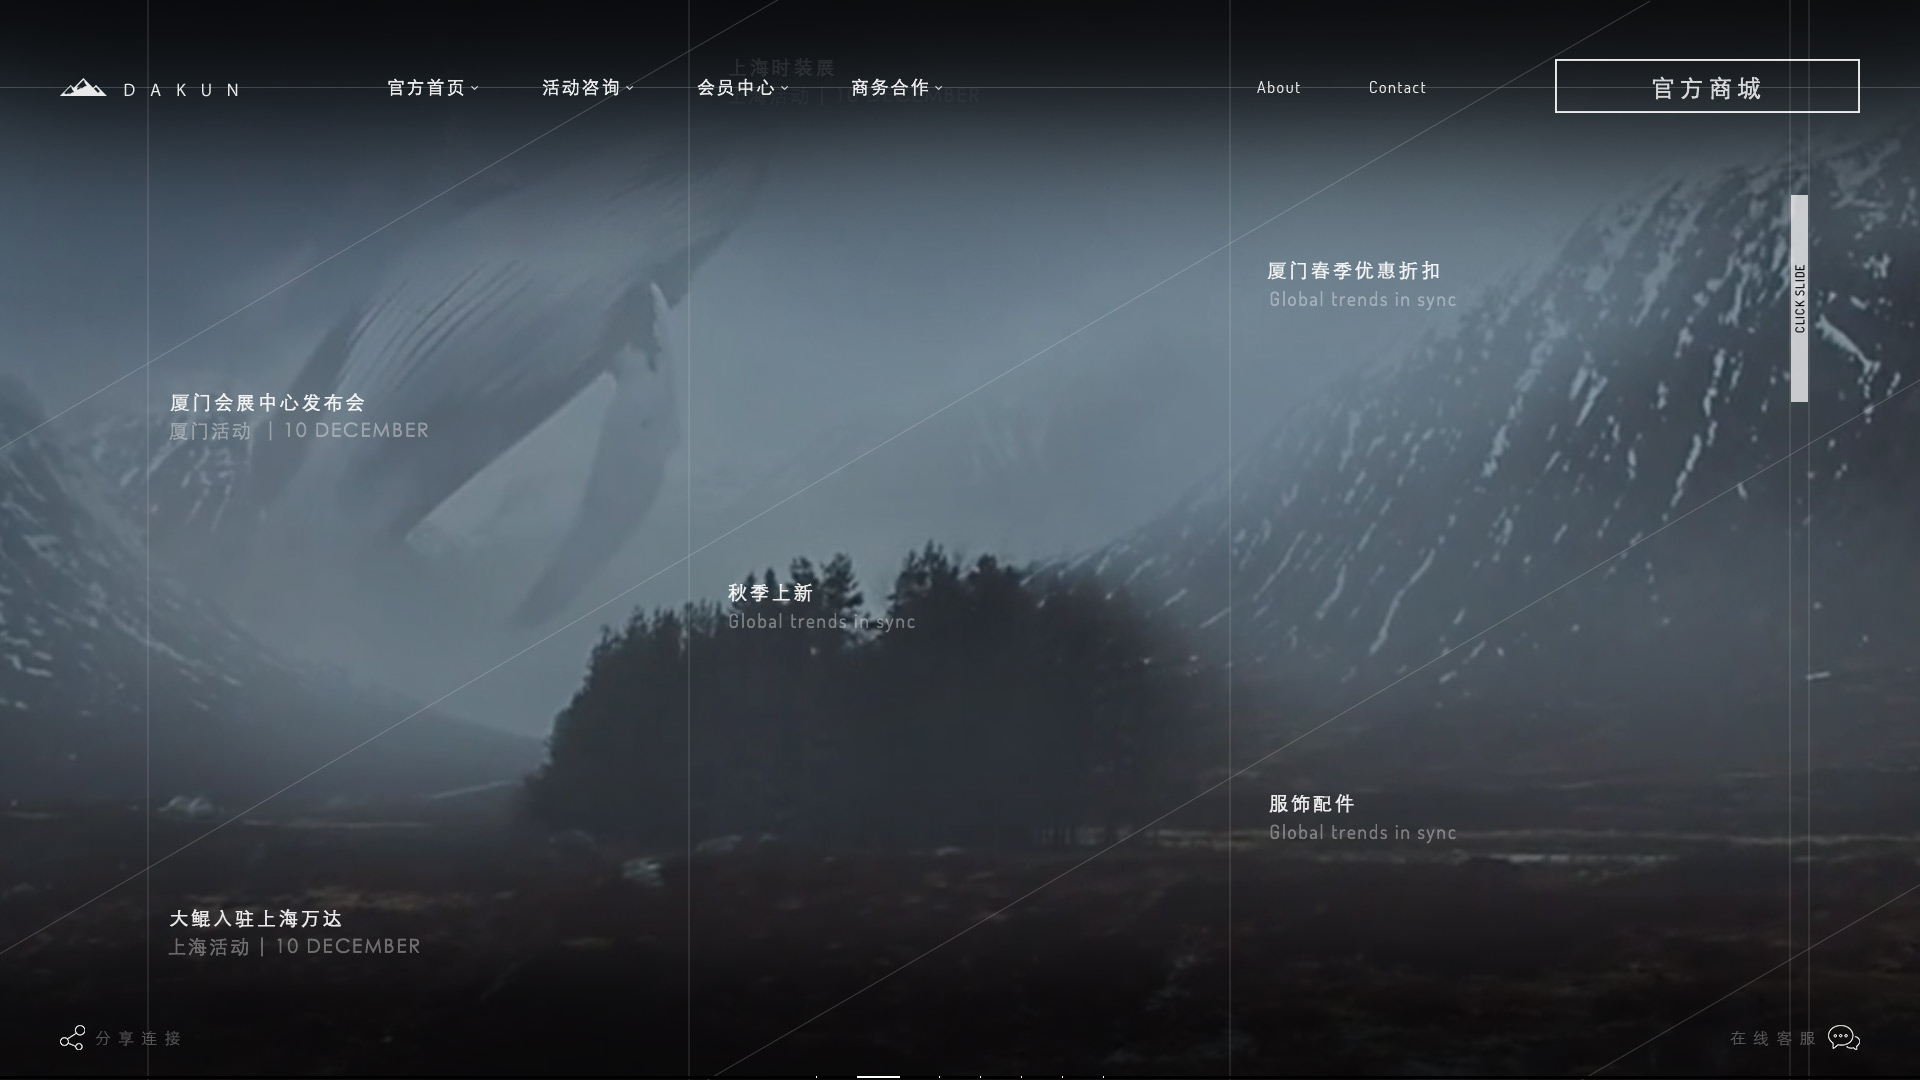 上海时装展
上海活动 | 10 DECEMBER
DAKUN
官方首页
活动咨询
会员中心
商务合作
About
Contact
官方商城
CLICK SLIDE
厦门春季优惠折扣
Global trends in sync
厦门会展中心发布会
厦门活动 | 10 DECEMBER
秋季上新
Global trends in sync
服饰配件
Global trends in sync
大鲲入驻上海万达
上海活动 | 10 DECEMBER
分享连接
在线客服